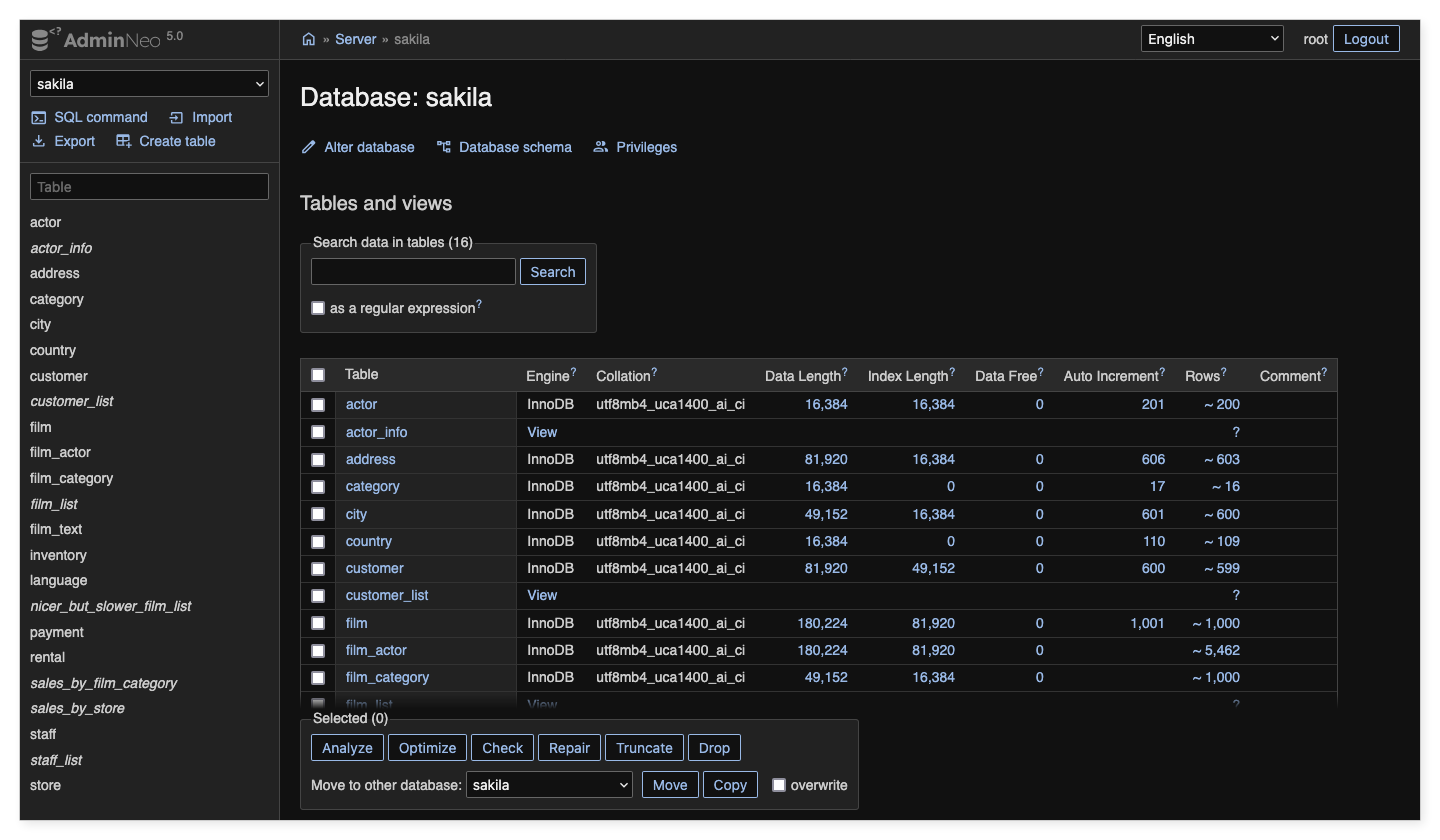 <? AdminNeo 5.0
sakila
SQL command Import
Export Create table
Table
actor
actor_info
address
category
city
country
customer
customer_list
film
film_actor
film_category
film_list
film_text
inventory
language
nicer_but_slower_film_list
payment
rental
sales_by_film_category
sales_by_store
staff
staff_list
store
» Server » sakila
English root Logout
Database: sakila
Alter database Database schema Privileges
Tables and views
Search data in tables (16)
Search
as a regular expression?
Table Engine? Collation? Data Length? Index Length? Data Free? Auto Increment? Rows? Comment?
actor InnoDB utf8mb4_uca1400_ai_ci 16,384 16,384 0 201 ~ 200
actor_info View ?
address InnoDB utf8mb4_uca1400_ai_ci 81,920 16,384 0 606 ~ 603
category InnoDB utf8mb4_uca1400_ai_ci 16,384 0 0 17 ~ 16
city InnoDB utf8mb4_uca1400_ai_ci 49,152 16,384 0 601 ~ 600
country InnoDB utf8mb4_uca1400_ai_ci 16,384 0 0 110 ~ 109
customer InnoDB utf8mb4_uca1400_ai_ci 81,920 49,152 0 600 ~ 599
customer_list View ?
film InnoDB utf8mb4_uca1400_ai_ci 180,224 81,920 0 1,001 ~ 1,000
film_actor InnoDB utf8mb4_uca1400_ai_ci 180,224 81,920 0 ~ 5,462
film_category InnoDB utf8mb4_uca1400_ai_ci 49,152 16,384 0 ~ 1,000
film_list View ?
Selected (0)
Analyze Optimize Check Repair Truncate Drop
Move to other database: sakila Move Copy overwrite